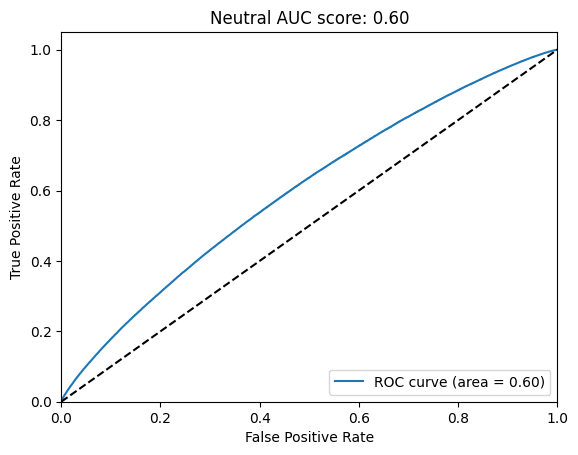 Neutral AUC score: 0.60
True Positive Rate
1.0
0.8
0.6
0.4
0.2
0.0
ROC curve (area = 0.60)
0.0 0.2 0.4 0.6 0.8 1.0
False Positive Rate